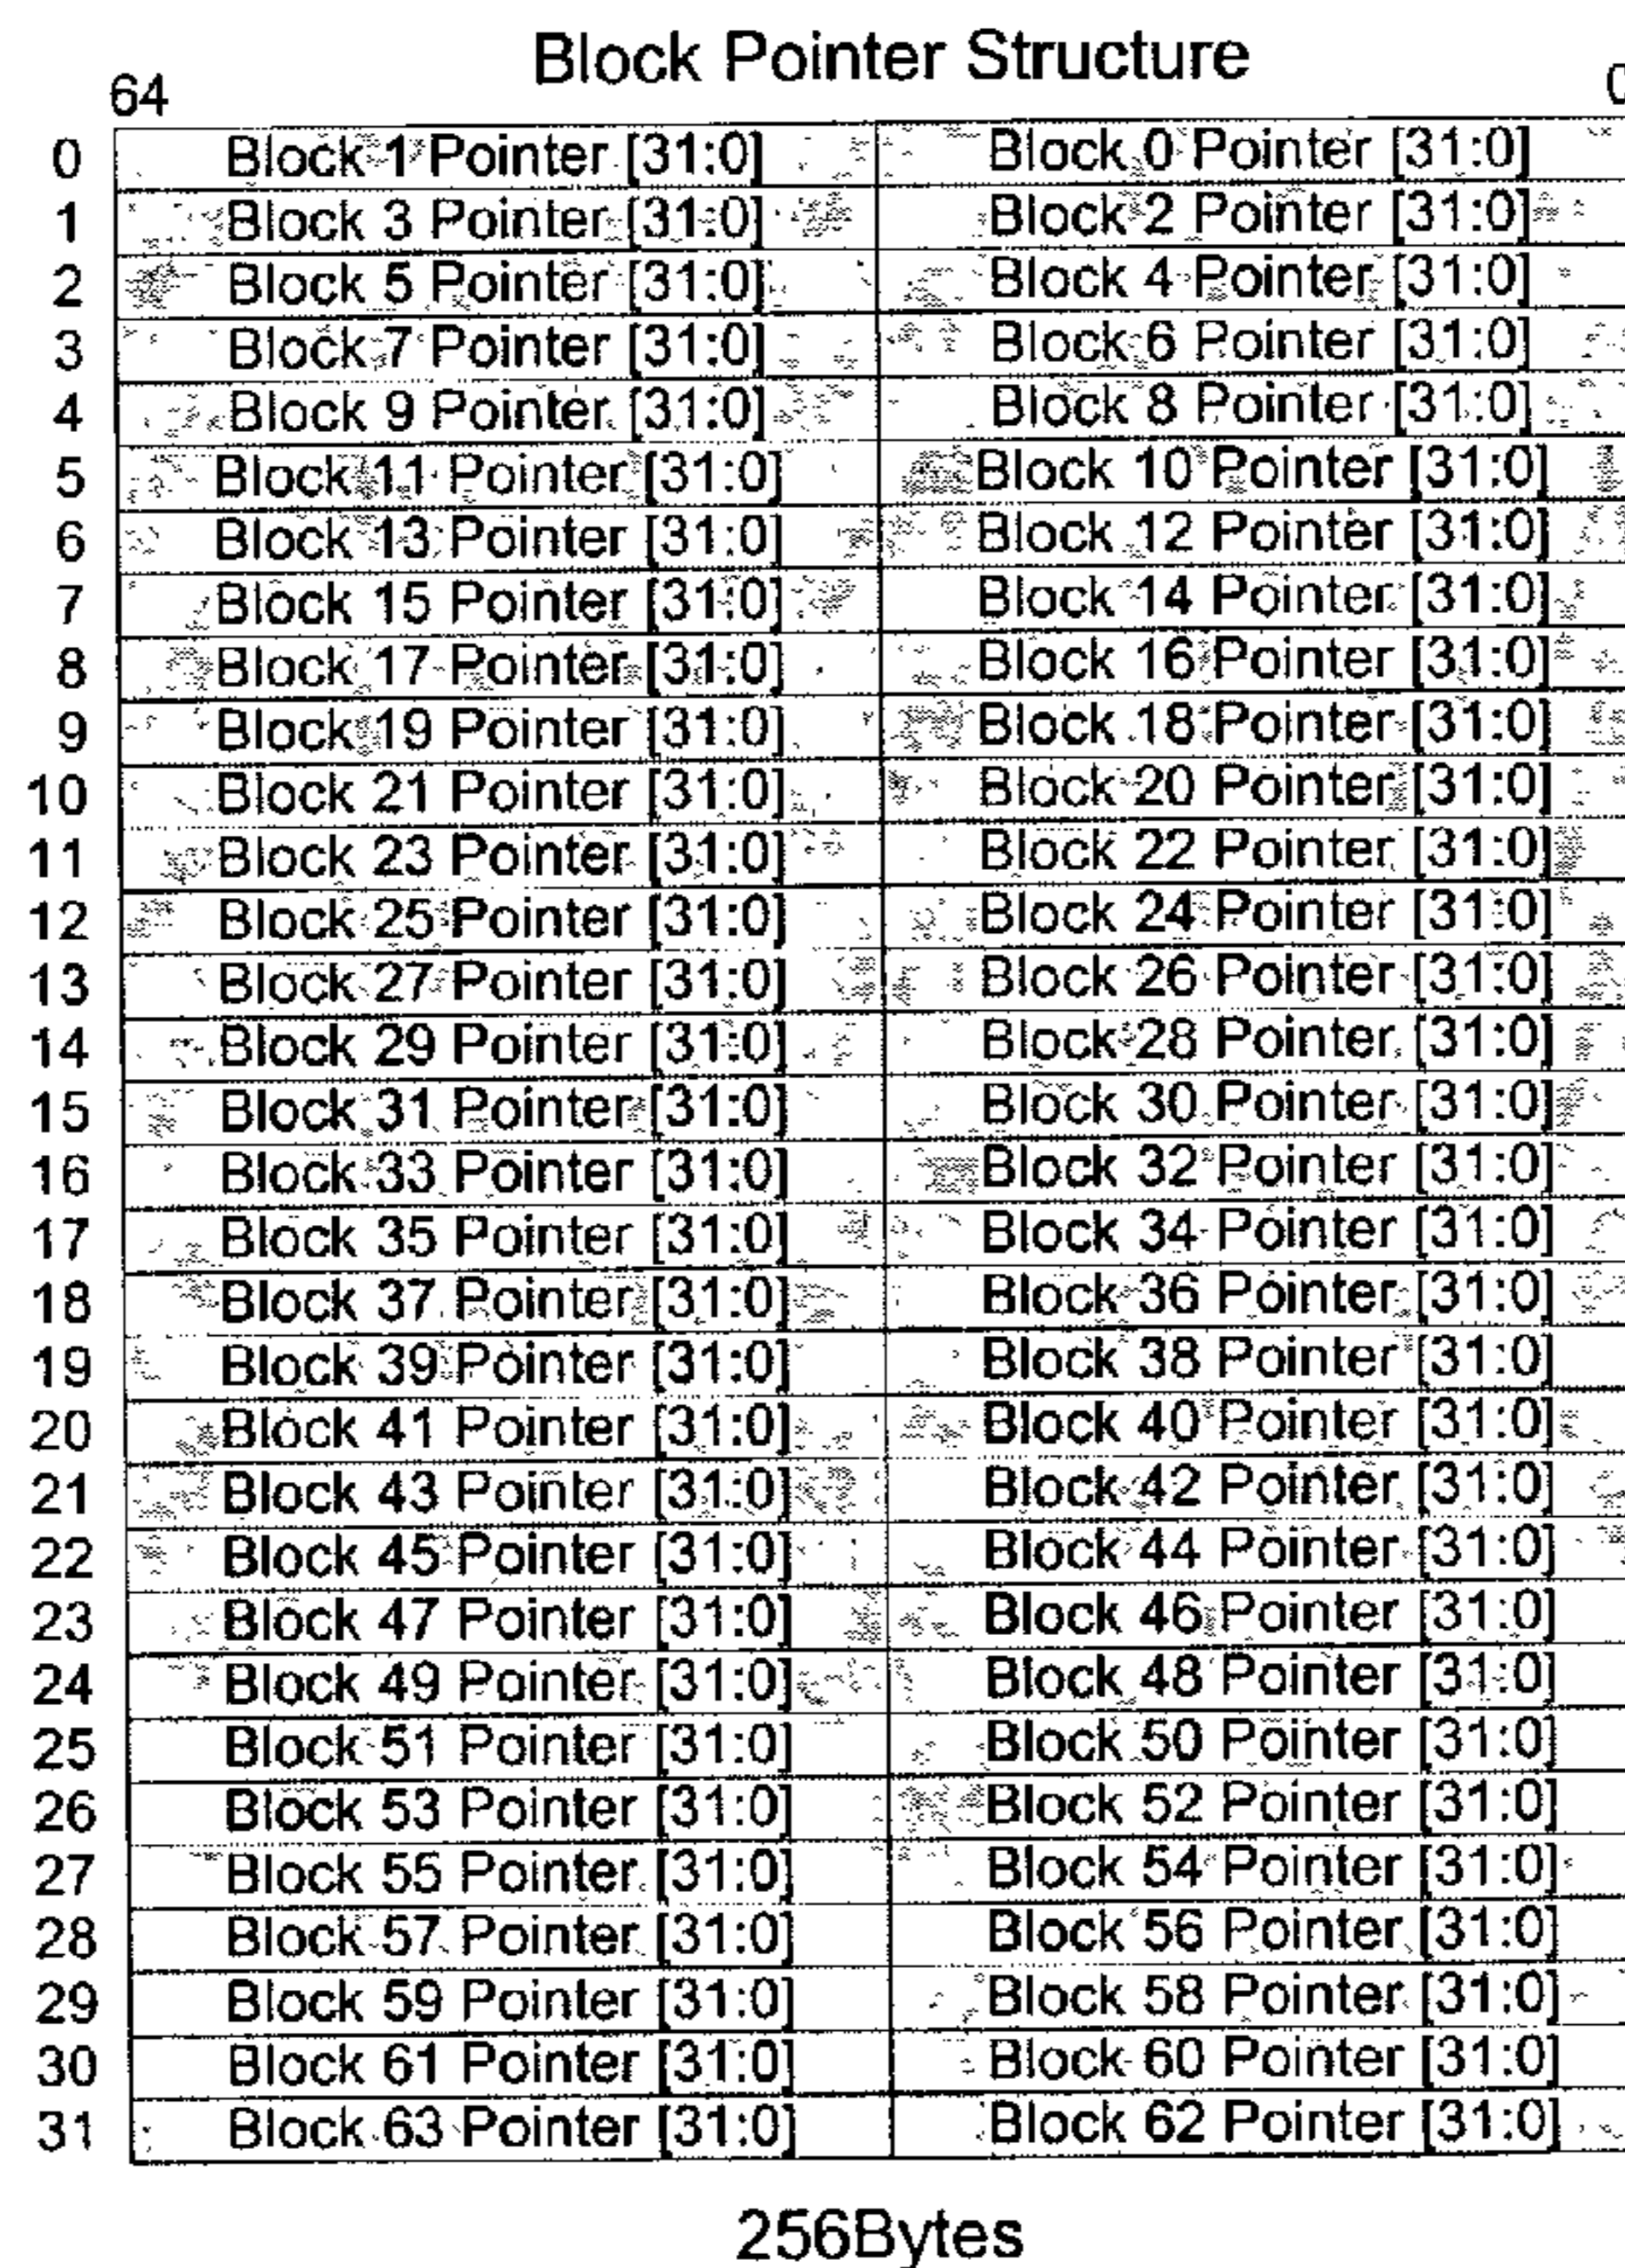 Block Pointer Structure
64 0
0 Block 1 Pointer [31:0] Block 0 Pointer [31:0]
1 Block 3 Pointer [31:0] Block 2 Pointer [31:0]
2 Block 5 Pointer [31:0] Block 4 Pointer [31:0]
3 Block 7 Pointer [31:0] Block 6 Pointer [31:0]
4 Block 9 Pointer [31:0] Block 8 Pointer [31:0]
5 Block 11 Pointer [31:0] Block 10 Pointer [31:0]
6 Block 13 Pointer [31:0] Block 12 Pointer [31:0]
7 Block 15 Pointer [31:0] Block 14 Pointer [31:0]
8 Block 17 Pointer [31:0] Block 16 Pointer [31:0]
9 Block 19 Pointer [31:0] Block 18 Pointer [31:0]
10 Block 21 Pointer [31:0] Block 20 Pointer [31:0]
11 Block 23 Pointer [31:0] Block 22 Pointer [31:0]
12 Block 25 Pointer [31:0] Block 24 Pointer [31:0]
13 Block 27 Pointer [31:0] Block 26 Pointer [31:0]
14 Block 29 Pointer [31:0] Block 28 Pointer [31:0]
15 Block 31 Pointer [31:0] Block 30 Pointer [31:0]
16 Block 33 Pointer [31:0] Block 32 Pointer [31:0]
17 Block 35 Pointer [31:0] Block 34 Pointer [31:0]
18 Block 37 Pointer [31:0] Block 36 Pointer [31:0]
19 Block 39 Pointer [31:0] Block 38 Pointer [31:0]
20 Block 41 Pointer [31:0] Block 40 Pointer [31:0]
21 Block 43 Pointer [31:0] Block 42 Pointer [31:0]
22 Block 45 Pointer [31:0] Block 44 Pointer [31:0]
23 Block 47 Pointer [31:0] Block 46 Pointer [31:0]
24 Block 49 Pointer [31:0] Block 48 Pointer [31:0]
25 Block 51 Pointer [31:0] Block 50 Pointer [31:0]
26 Block 53 Pointer [31:0] Block 52 Pointer [31:0]
27 Block 55 Pointer [31:0] Block 54 Pointer [31:0]
28 Block 57 Pointer [31:0] Block 56 Pointer [31:0]
29 Block 59 Pointer [31:0] Block 58 Pointer [31:0]
30 Block 61 Pointer [31:0] Block 60 Pointer [31:0]
31 Block 63 Pointer [31:0] Block 62 Pointer [31:0]
256Bytes